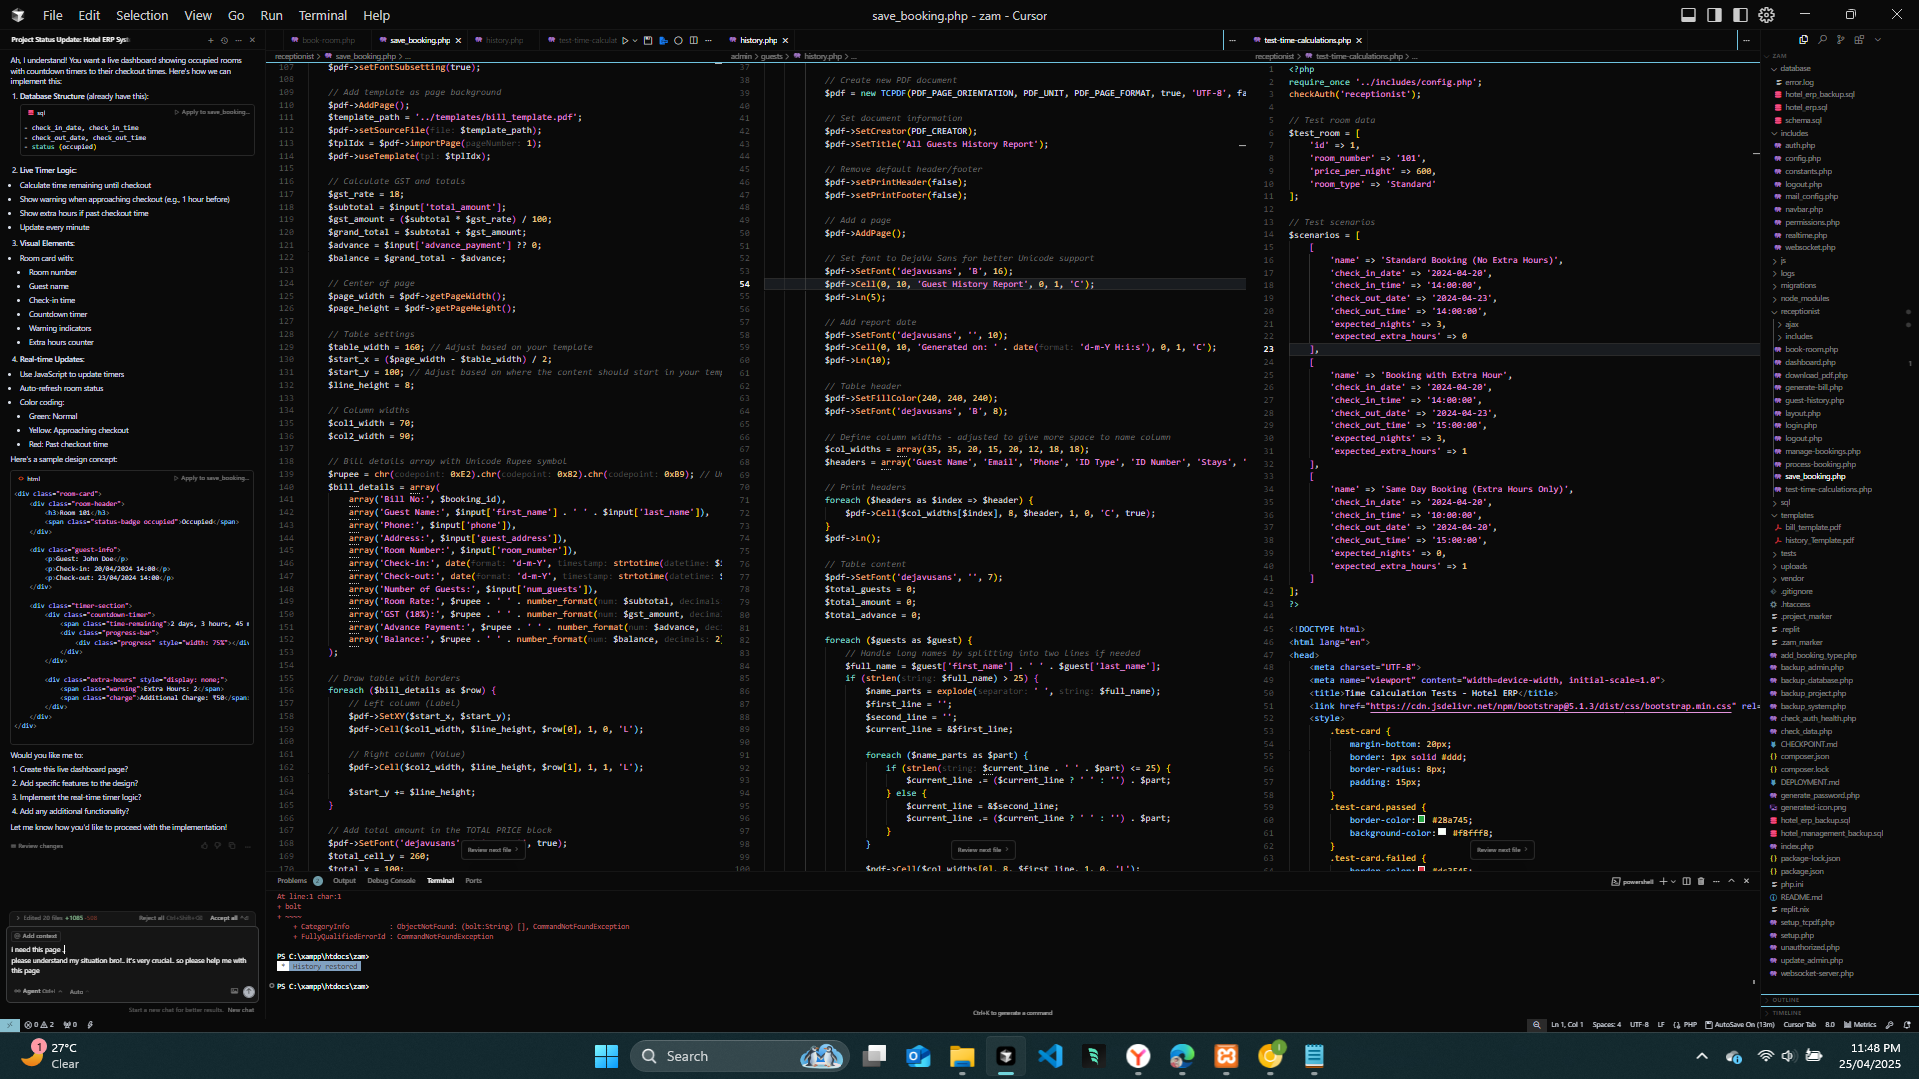 File Edit Selection View Go Run Terminal Help
save_booking.php - zam - Cursor
Project Status Update: Hotel ERP Sys
Ah, I understand! You want a live dashboard showing occupied rooms
with countdown timers to their checkout times. Here's how we can
implement this:
1. Database Structure (already have this):
sql
Apply to save_booking...
- check_in_date, check_in_time
- check_out_date, check_out_time
- status (occupied)
2. Live Timer Logic:
• Calculate time remaining until checkout
• Show warning when approaching checkout (e.g., 1 hour before)
• Show extra hours if past checkout time
• Update every minute
3. Visual Elements:
• Room card with:
• Room number
• Guest name
• Check-in time
• Countdown timer
• Warning indicators
• Extra hours counter
4. Real-time Updates:
• Use JavaScript to update timers
• Auto-refresh room status
• Color coding:
• Green: Normal
• Yellow: Approaching checkout
• Red: Past checkout time
Here's a sample design concept:
html
Apply to save_booking...
<div class="room-card">
<div class="room-header">
<h3>Room 101</h3>
<span class="status-badge occupied">Occupied</span>
</div>
<div class="guest-info">
<p>Guest: John Doe</p>
<p>Check-in: 20/04/2024 14:00</p>
<p>Check-out: 23/04/2024 14:00</p>
</div>
<div class="timer-section">
<div class="countdown-timer">
<span class="time-remaining">2 days, 3 hours, 45 m
<div class="progress-bar">
<div class="progress" style="width: 75%"></div
</div>
</div>
<div class="extra-hours" style="display: none;">
<span class="warning">Extra Hours: 2</span>
<span class="charge">Additional Charge: ₹50</span
</div>
</div>
</div>
Would you like me to:
1. Create this live dashboard page?
2. Add specific features to the design?
3. Implement the real-time timer logic?
4. Add any additional functionality?
Let me know how you'd like to proceed with the implementation!
Review changes
Edited 20 files +1085 Reject all Ctrl+Shift+⌫ Accept all
@ Add context
i need this page .
please understand my situation bro!.. it's very crucial.. so please help me with
this page
Agent Ctrl+I Auto
Start a new chat for better results. New chat
book-room.php save_booking.php history.php test-time-calculat
receptionist > save_booking.php > ...
107 $pdf->setFontSubsetting(true);
108
109 // Add template as page background
110 $pdf->AddPage();
111 $template_path = '../templates/bill_template.pdf';
112 $pdf->setSourceFile(file: $template_path);
113 $tplIdx = $pdf->importPage(pageNumber: 1);
114 $pdf->useTemplate(tpl: $tplIdx);
115
116 // Calculate GST and totals
117 $gst_rate = 18;
118 $subtotal = $input['total_amount'];
119 $gst_amount = ($subtotal * $gst_rate) / 100;
120 $grand_total = $subtotal + $gst_amount;
121 $advance = $input['advance_payment'] ?? 0;
122 $balance = $grand_total - $advance;
123
124 // Center of page
125 $page_width = $pdf->getPageWidth();
126 $page_height = $pdf->getPageHeight();
127
128 // Table settings
129 $table_width = 160; // Adjust based on your template
130 $start_x = ($page_width - $table_width) / 2;
131 $start_y = 100; // Adjust based on where the content should start in your temp
132 $line_height = 8;
133
134 // Column widths
135 $col1_width = 70;
136 $col2_width = 90;
137
138 // Bill details array with Unicode Rupee symbol
139 $rupee = chr(codepoint: 0xE2).chr(codepoint: 0x82).chr(codepoint: 0xB9); // Un
140 $bill_details = array(
141 array('Bill No:', $booking_id),
142 array('Guest Name:', $input['first_name'] . ' ' . $input['last_name']),
143 array('Phone:', $input['phone']),
144 array('Address:', $input['guest_address']),
145 array('Room Number:', $input['room_number']),
146 array('Check-in:', date(format: 'd-m-Y', timestamp: strtotime(datetime: $i
147 array('Check-out:', date(format: 'd-m-Y', timestamp: strtotime(datetime: $
148 array('Number of Guests:', $input['num_guests']),
149 array('Room Rate:', $rupee . ' ' . number_format(num: $subtotal, decimals
150 array('GST (18%):', $rupee . ' ' . number_format(num: $gst_amount, decima
151 array('Advance Payment:', $rupee . ' ' . number_format(num: $advance, dec
152 array('Balance:', $rupee . ' ' . number_format(num: $balance, decimals: 2)
153 );
154
155 // Draw table with borders
156 foreach ($bill_details as $row) {
157 // Left column (Label)
158 $pdf->SetXY($start_x, $start_y);
159 $pdf->Cell($col1_width, $line_height, $row[0], 1, 0, 'L');
160
161 // Right column (Value)
162 $pdf->Cell($col2_width, $line_height, $row[1], 1, 1, 'L');
163
164 $start_y += $line_height;
165 }
166
167 // Add total amount in the TOTAL PRICE block
168 $pdf->SetFont('dejavusans' , true);
169 $total_cell_y = 260;
170 $total_x = 100;
Review next file
history.php
admin > guests > history.php > ...
37
38 // Create new PDF document
39 $pdf = new TCPDF(PDF_PAGE_ORIENTATION, PDF_UNIT, PDF_PAGE_FORMAT, true, 'UTF-8', fa
40
41 // Set document information
42 $pdf->SetCreator(PDF_CREATOR);
43 $pdf->SetTitle('All Guests History Report');
44
45 // Remove default header/footer
46 $pdf->setPrintHeader(false);
47 $pdf->setPrintFooter(false);
48
49 // Add a page
50 $pdf->AddPage();
51
52 // Set font to DejaVu Sans for better Unicode support
53 $pdf->SetFont('dejavusans', 'B', 16);
54 $pdf->Cell(0, 10, 'Guest History Report', 0, 1, 'C');
55 $pdf->Ln(5);
56
57 // Add report date
58 $pdf->SetFont('dejavusans', '', 10);
59 $pdf->Cell(0, 10, 'Generated on: ' . date(format: 'd-m-Y H:i:s'), 0, 1, 'C');
60 $pdf->Ln(10);
61
62 // Table header
63 $pdf->SetFillColor(240, 240, 240);
64 $pdf->SetFont('dejavusans', 'B', 8);
65
66 // Define column widths - adjusted to give more space to name column
67 $col_widths = array(35, 35, 20, 15, 20, 12, 18, 18);
68 $headers = array('Guest Name', 'Email', 'Phone', 'ID Type', 'ID Number', 'Stays', '
69
70 // Print headers
71 foreach ($headers as $index => $header) {
72 $pdf->Cell($col_widths[$index], 8, $header, 1, 0, 'C', true);
73 }
74 $pdf->Ln();
75
76 // Table content
77 $pdf->SetFont('dejavusans', '', 7);
78 $total_guests = 0;
79 $total_amount = 0;
80 $total_advance = 0;
81
82 foreach ($guests as $guest) {
83 // Handle long names by splitting into two lines if needed
84 $full_name = $guest['first_name'] . ' ' . $guest['last_name'];
85 if (strlen(string: $full_name) > 25) {
86 $name_parts = explode(separator: ' ', string: $full_name);
87 $first_line = '';
88 $second_line = '';
89 $current_line = &$first_line;
90
91 foreach ($name_parts as $part) {
92 if (strlen(string: $current_line . ' ' . $part) <= 25) {
93 $current_line .= ($current_line ? ' ' : '') . $part;
94 } else {
95 $current_line = &$second_line;
96 $current_line .= ($current_line ? ' ' : '') . $part;
97 }
98 }
99
100 $pdf->Cell($col_widths[0], 8, $first_line, 1, 0, 'L');
Review next file
test-time-calculations.php
receptionist > test-time-calculations.php > ...
1 <?php
2 require_once '../includes/config.php';
3 checkAuth('receptionist');
4
5 // Test room data
6 $test_room = [
7 'id' => 1,
8 'room_number' => '101',
9 'price_per_night' => 600,
10 'room_type' => 'Standard'
11 ];
12
13 // Test scenarios
14 $scenarios = [
15 [
16 'name' => 'Standard Booking (No Extra Hours)',
17 'check_in_date' => '2024-04-20',
18 'check_in_time' => '14:00:00',
19 'check_out_date' => '2024-04-23',
20 'check_out_time' => '14:00:00',
21 'expected_nights' => 3,
22 'expected_extra_hours' => 0
23 ],
24 [
25 'name' => 'Booking with Extra Hour',
26 'check_in_date' => '2024-04-20',
27 'check_in_time' => '14:00:00',
28 'check_out_date' => '2024-04-23',
29 'check_out_time' => '15:00:00',
30 'expected_nights' => 3,
31 'expected_extra_hours' => 1
32 ],
33 [
34 'name' => 'Same Day Booking (Extra Hours Only)',
35 'check_in_date' => '2024-04-20',
36 'check_in_time' => '10:00:00',
37 'check_out_date' => '2024-04-20',
38 'check_out_time' => '15:00:00',
39 'expected_nights' => 0,
40 'expected_extra_hours' => 1
41 ]
42 ];
43 ?>
44
45 <!DOCTYPE html>
46 <html lang="en">
47 <head>
48 <meta charset="UTF-8">
49 <meta name="viewport" content="width=device-width, initial-scale=1.0">
50 <title>Time Calculation Tests - Hotel ERP</title>
51 <link href="https://cdn.jsdelivr.net/npm/bootstrap@5.1.3/dist/css/bootstrap.min.css" rel=
52 <style>
53 .test-card {
54 margin-bottom: 20px;
55 border: 1px solid #ddd;
56 border-radius: 8px;
57 padding: 15px;
58 }
59 .test-card.passed {
60 border-color: #28a745;
61 background-color: #f8fff8;
62 }
63 .test-card.failed {
64 border-color: #dc3545;
Review next file
Problems 2 Output Debug Console Terminal Ports
powershell
At line:1 char:1
+ bolt
+ ~~~~
+ CategoryInfo : ObjectNotFound: (bolt:String) [], CommandNotFoundException
+ FullyQualifiedErrorId : CommandNotFoundException
PS C:\xampp\htdocs\zam>
* History restored
PS C:\xampp\htdocs\zam>
Ctrl+K to generate a command
ZAM
database
error.log
hotel_erp_backup.sql
hotel_erp.sql
schema.sql
includes
auth.php
config.php
constants.php
logout.php
mail_config.php
navbar.php
permissions.php
realtime.php
websocket.php
js
logs
migrations
node_modules
receptionist
ajax
includes
book-room.php
dashboard.php 1
download_pdf.php
generate-bill.php
guest-history.php
layout.php
login.php
logout.php
manage-bookings.php
process-booking.php
save_booking.php
test-time-calculations.php
sql
templates
bill_template.pdf
history_Template.pdf
tests
uploads
vendor
.gitignore
.htaccess
.project_marker
.replit
.zam_marker
add_booking_type.php
backup_admin.php
backup_database.php
backup_project.php
backup_system.php
check_auth_health.php
check_data.php
CHECKPOINT.md
composer.json
composer.lock
DEPLOYMENT.md
generate_password.php
generated-icon.png
hotel_erp_backup.sql
hotel_management_backup.sql
index.php
package-lock.json
package.json
php.ini
README.md
replit.nix
setup_tcpdf.php
setup.php
unauthorized.php
update_admin.php
websocket-server.php
OUTLINE
TIMELINE
0 2 0
Ln 1, Col 1 Spaces: 4 UTF-8 LF PHP AutoSave On (13m) Cursor Tab 8.0 Metrics
1
27°C
Clear
Search
1
11:48 PM
25/04/2025